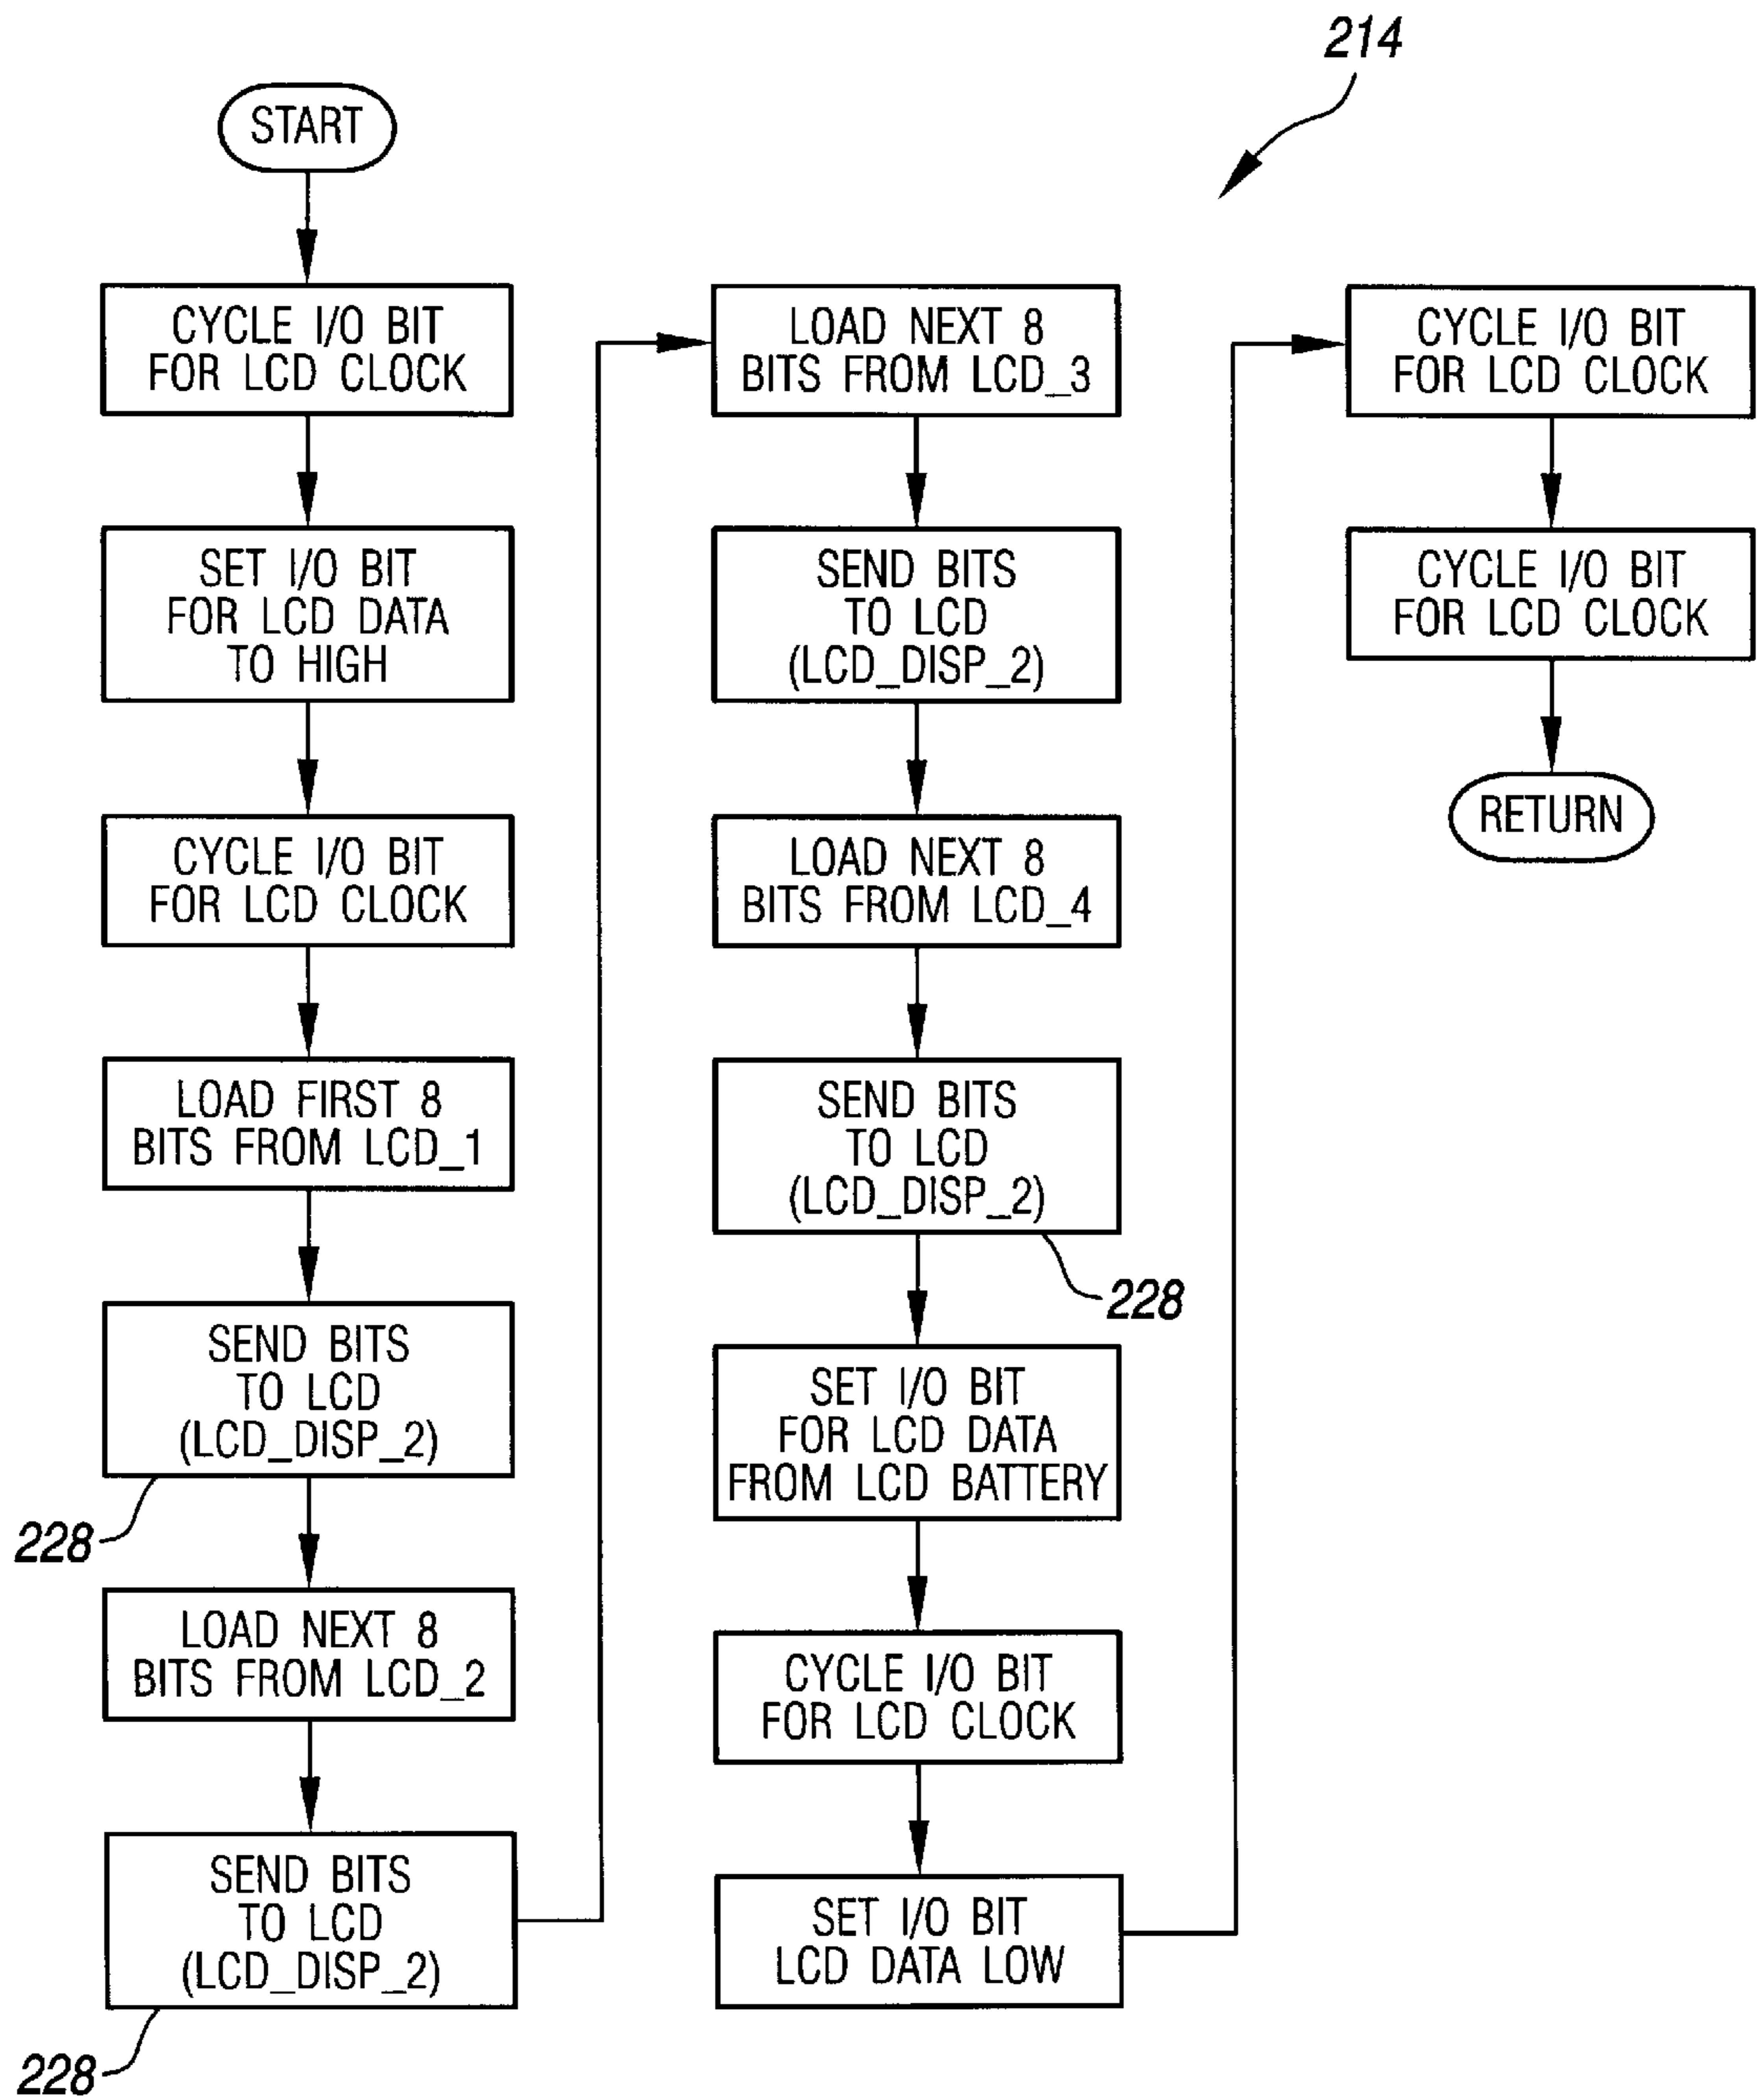 214
START
CYCLE I/O BIT
FOR LCD CLOCK
SET I/O BIT
FOR LCD DATA
TO HIGH
CYCLE I/O BIT
FOR LCD CLOCK
LOAD FIRST 8
BITS FROM LCD_1
SEND BITS
TO LCD
(LCD_DISP_2)
228
LOAD NEXT 8
BITS FROM LCD_2
SEND BITS
TO LCD
(LCD_DISP_2)
228
LOAD NEXT 8
BITS FROM LCD_3
SEND BITS
TO LCD
(LCD_DISP_2)
LOAD NEXT 8
BITS FROM LCD_4
SEND BITS
TO LCD
(LCD_DISP_2)
228
SET I/O BIT
FOR LCD DATA
FROM LCD BATTERY
CYCLE I/O BIT
FOR LCD CLOCK
SET I/O BIT
LCD DATA LOW
CYCLE I/O BIT
FOR LCD CLOCK
CYCLE I/O BIT
FOR LCD CLOCK
RETURN